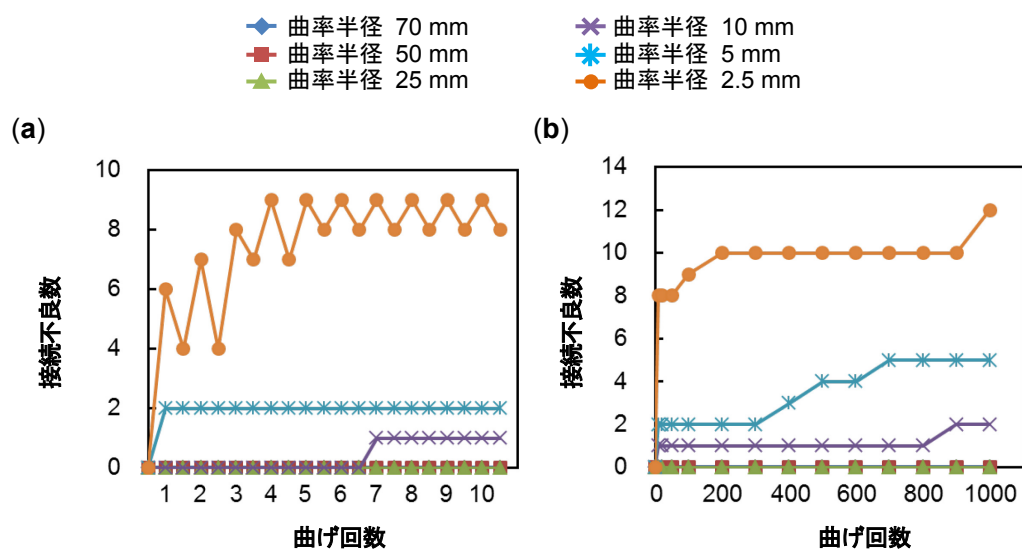 曲率半径 70 mm
曲率半径 50 mm
曲率半径 25 mm
曲率半径 10 mm
曲率半径 5 mm
曲率半径 2.5 mm
(a)
10
8
6
4
2
0
接続不良数
1 2 3 4 5 6 7 8 9 10
曲げ回数
(b)
14
12
10
8
6
4
2
0
接続不良数
0 200 400 600 800 1000
曲げ回数